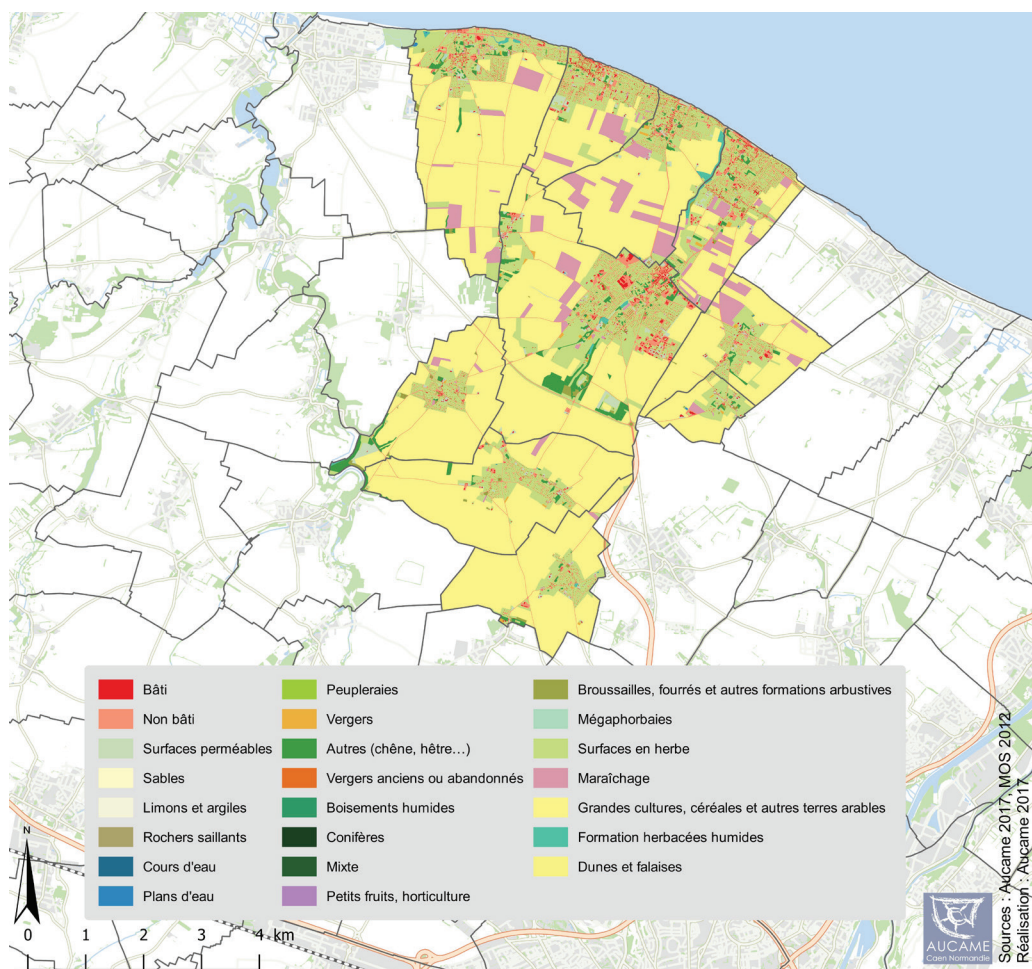 Bâti
Non bâti
Surfaces perméables
Sables
Limons et argiles
Rochers saillants
Cours d'eau
Plans d'eau
Peupleraies
Vergers
Autres (chêne, hêtre...)
Vergers anciens ou abandonnés
Boisements humides
Conifères
Mixte
Petits fruits, horticulture
Broussailles, fourrés et autres formations arbustives
Mégaphorbaies
Surfaces en herbe
Maraîchage
Grandes cultures, céréales et autres terres arables
Formation herbacées humides
Dunes et falaises
N
0 1 2 3 4 km
AUCAME
Caen Normandie
Sources : Aucame 2017, MOS 2012
Réalisation : Aucame 2017